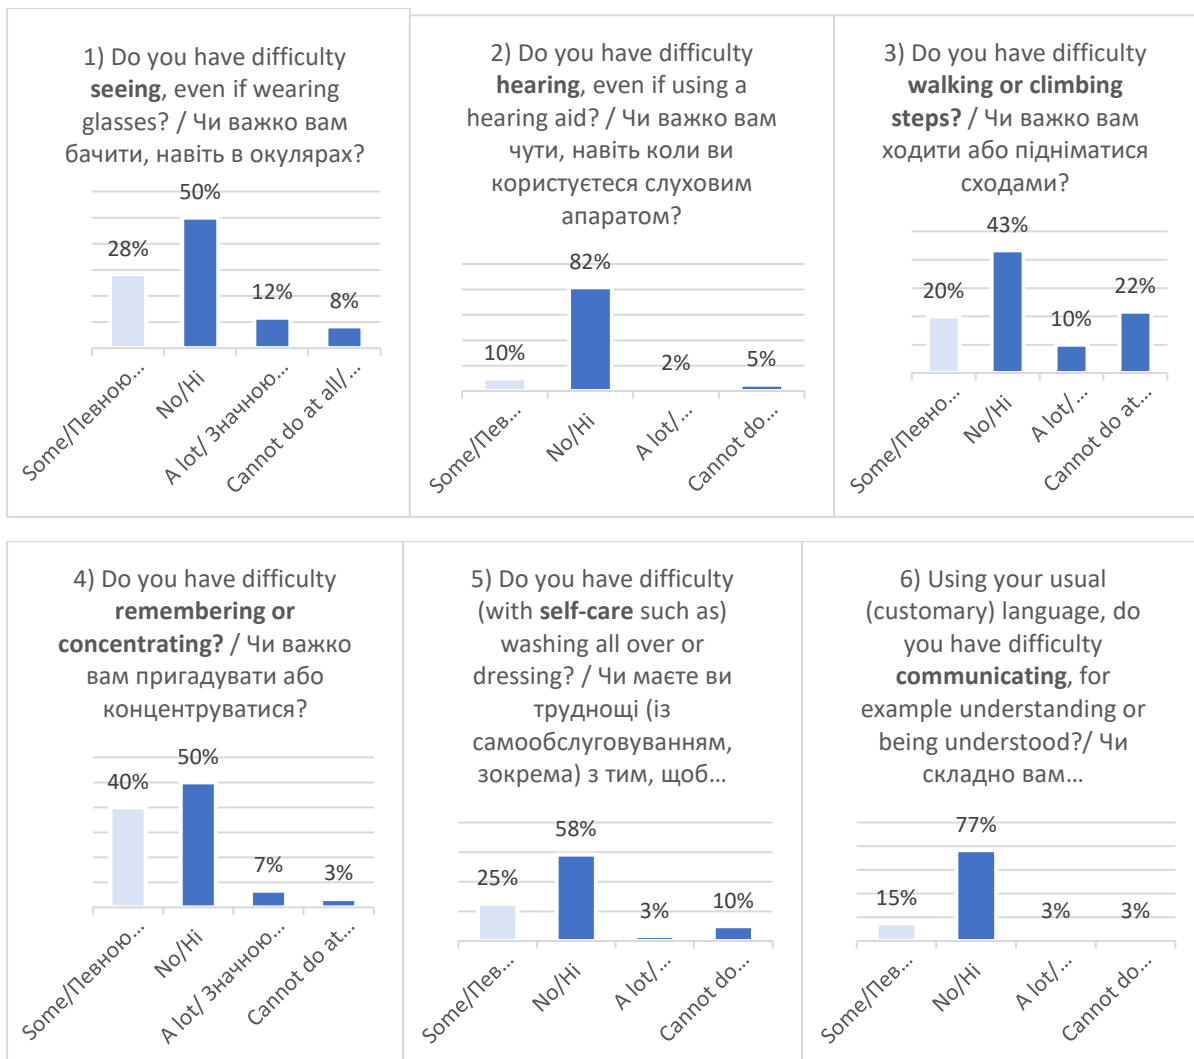 1) Do you have difficulty
seeing, even if wearing
glasses? / Чи важко вам
бачити, навіть в окулярах?
50%
28%
12%
8%
Some/Певною...
No/Ні
A lot/ Значною...
Cannot do at all/...
2) Do you have difficulty
hearing, even if using a
hearing aid? / Чи важко вам
чути, навіть коли ви
користуєтеся слуховим
апаратом?
82%
10%
2%
5%
Some/Пев...
No/Ні
A lot/...
Cannot do...
3) Do you have difficulty
walking or climbing
steps? / Чи важко вам
ходити або підніматися
сходами?
43%
20%
10%
22%
Some/Певно...
No/Ні
A lot/...
Cannot do at...
4) Do you have difficulty
remembering or
concentrating? / Чи важко
вам пригадувати або
концентруватися?
50%
40%
7%
3%
Some/Певною...
No/Ні
A lot/ Значною...
Cannot do at...
5) Do you have difficulty
(with self-care such as)
washing all over or
dressing? / Чи маєте ви
труднощі (із
самообслуговуванням,
зокрема) з тим, щоб...
58%
25%
3%
10%
Some/Пев...
No/Ні
A lot/...
Cannot do...
6) Using your usual
(customary) language, do
you have difficulty
communicating, for
example understanding or
being understood?/ Чи
складно вам...
77%
15%
3%
3%
Some/Пев...
No/Ні
A lot/...
Cannot do...